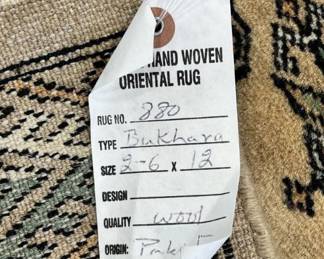 HAND WOVEN
ORIENTAL RUG
RUG NO. 880
TYPE Bukhara
SIZE 2-6 X 12
DESIGN
QUALITY wool
ORIGIN: